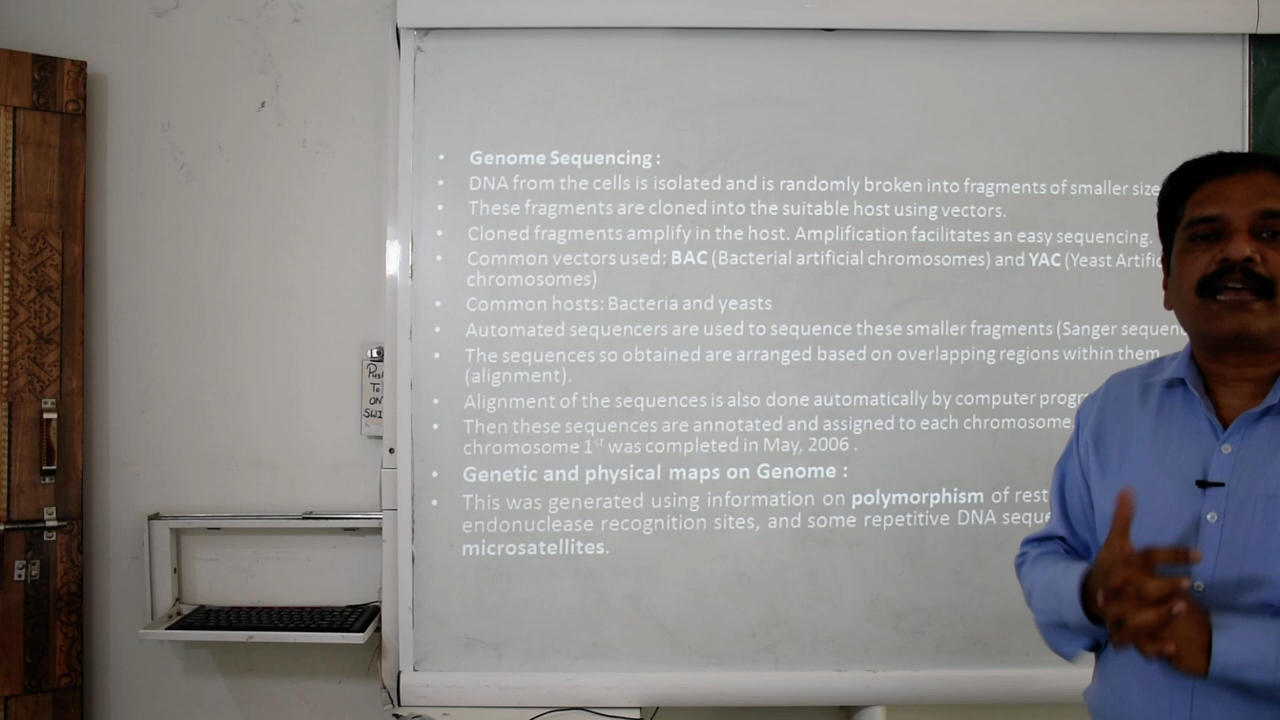 • Genome Sequencing :
• DNA from the cells is isolated and is randomly broken into fragments of smaller size
• These fragments are cloned into the suitable host using vectors.
• Cloned fragments amplify in the host. Amplification facilitates an easy sequencing.
• Common vectors used: BAC (Bacterial artificial chromosomes) and YAC (Yeast
chromosomes)
• Common hosts: Bacteria and yeasts
• Automated sequencers are used to sequence these smaller fragments (Sanger
• The sequences so obtained are arranged based on overlapping regions within them
(alignment).
• Alignment of the sequences is also done automatically by computer
• Then these sequences are annotated and assigned to each chromosome.
chromosome 1st was completed in May, 2006 .
• Genetic and physical maps on Genome :
• This was generated using information on polymorphism of
endonuclease recognition sites, and some repetitive DNA
microsatellites.
Push
To
ON
SWI